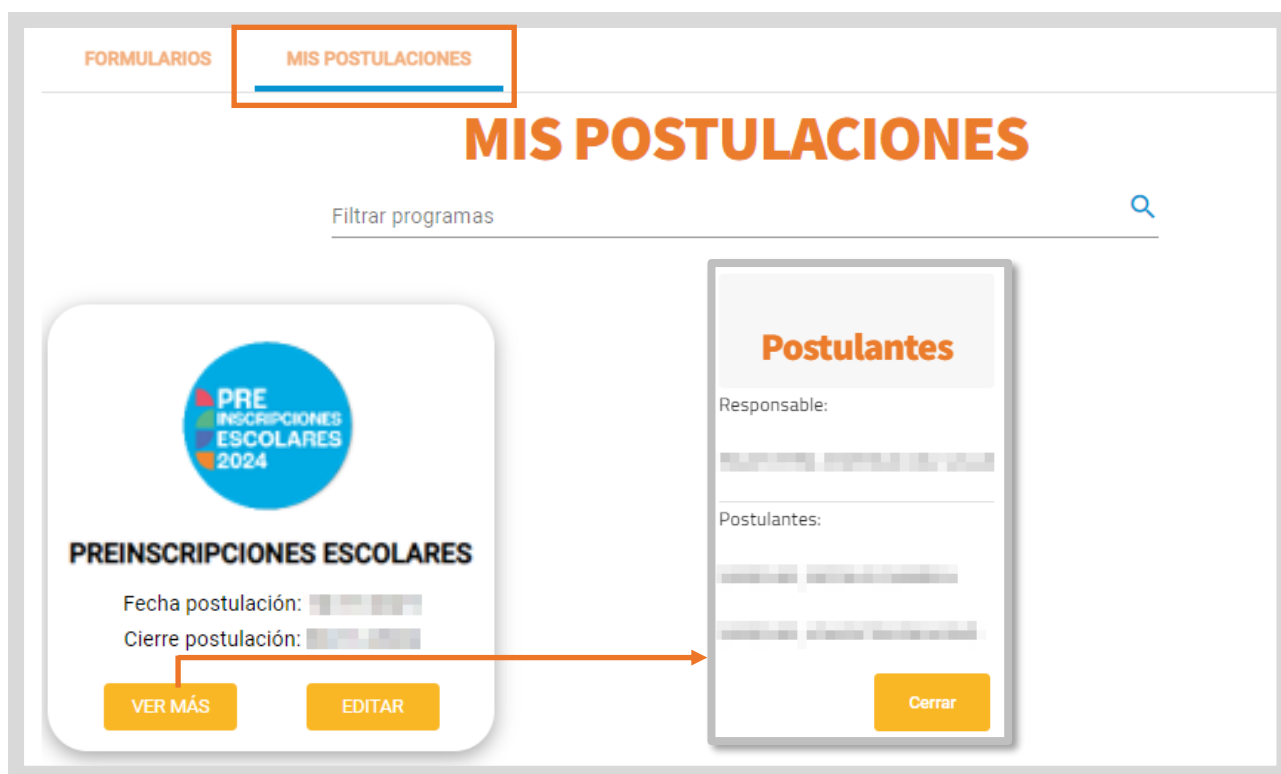 FORMULARIOS MIS POSTULACIONES
MIS POSTULACIONES
Filtrar programas
PRE
INSCRIPCIONES
ESCOLARES
2024
PREINSCRIPCIONES ESCOLARES
Fecha postulación:
Cierre postulación:
VER MÁS EDITAR
Postulantes
Responsable:
Postulantes:
Cerrar